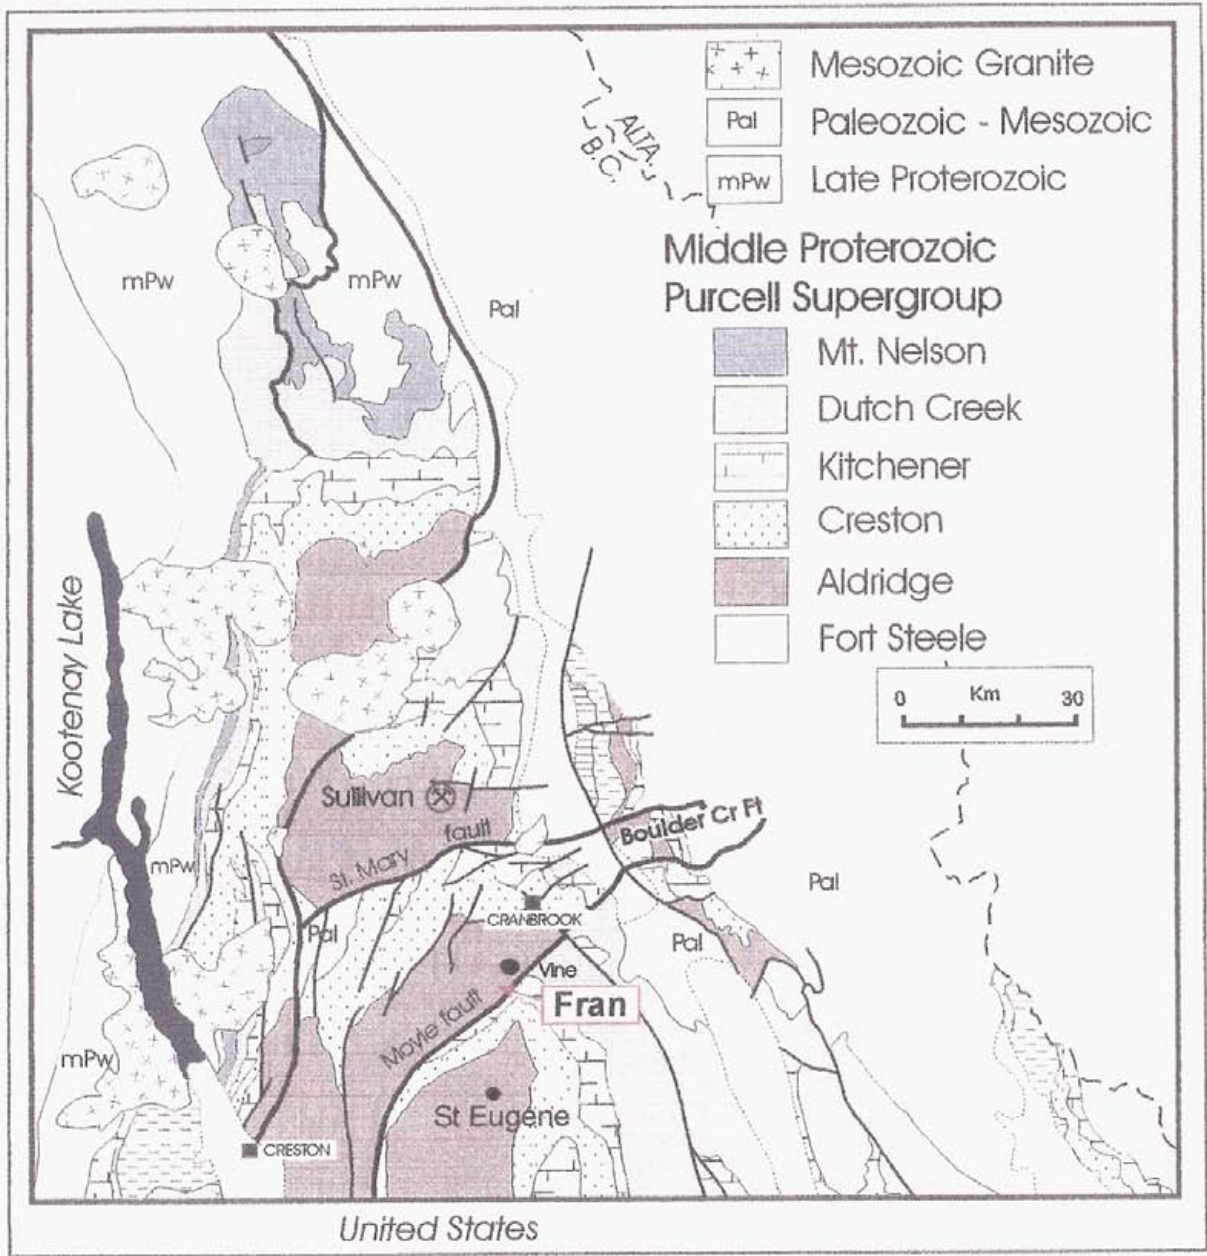 Mesozoic Granite
Pal
Paleozoic - Mesozoic
mPw
Late Proterozoic
ALTA.
B.C.
Middle Proterozoic
Purcell Supergroup
Mt. Nelson
Dutch Creek
Kitchener
Creston
Aldridge
Fort Steele
0 Km 30
mPw
mPw
Pal
Kootenay Lake
Sullivan
St. Mary fault
Boulder Cr Ft
mPw
Pal
CRANBROOK
Pal
Pal
Vine
Fran
Moyie fault
mPw
St Eugene
CRESTON
United States